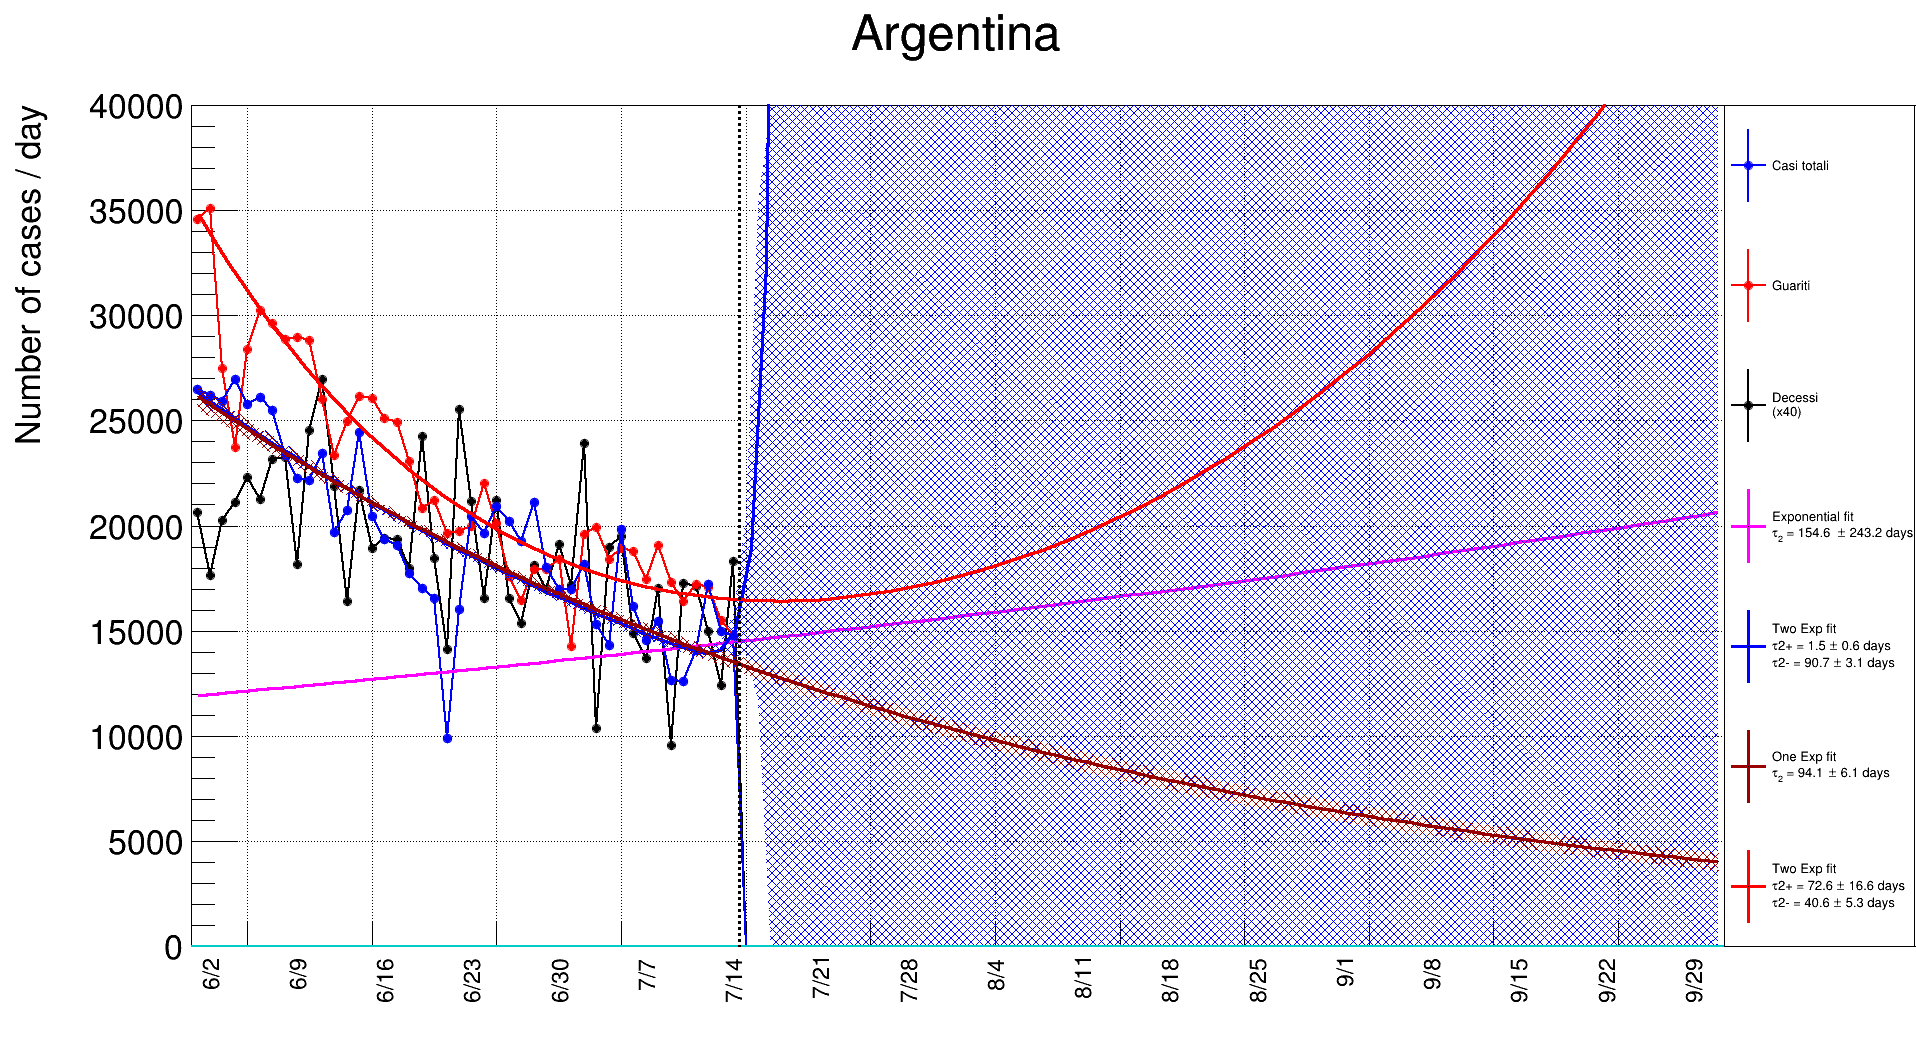 Argentina
Number of cases / day
40000
35000
30000
25000
20000
15000
10000
5000
0
6/2
6/9
6/16
6/23
6/30
7/7
7/14
7/21
7/28
8/4
8/11
8/18
8/25
9/1
9/8
9/15
9/22
9/29
Casi totali
Guariti
Decessi
(x40)
Exponential fit
τ2 = 154.6 ± 243.2 days
Two Exp fit
τ2+ = 1.5 ± 0.6 days
τ2- = 90.7 ± 3.1 days
One Exp fit
τ2 = 94.1 ± 6.1 days
Two Exp fit
τ2+ = 72.6 ± 16.6 days
τ2- = 40.6 ± 5.3 days